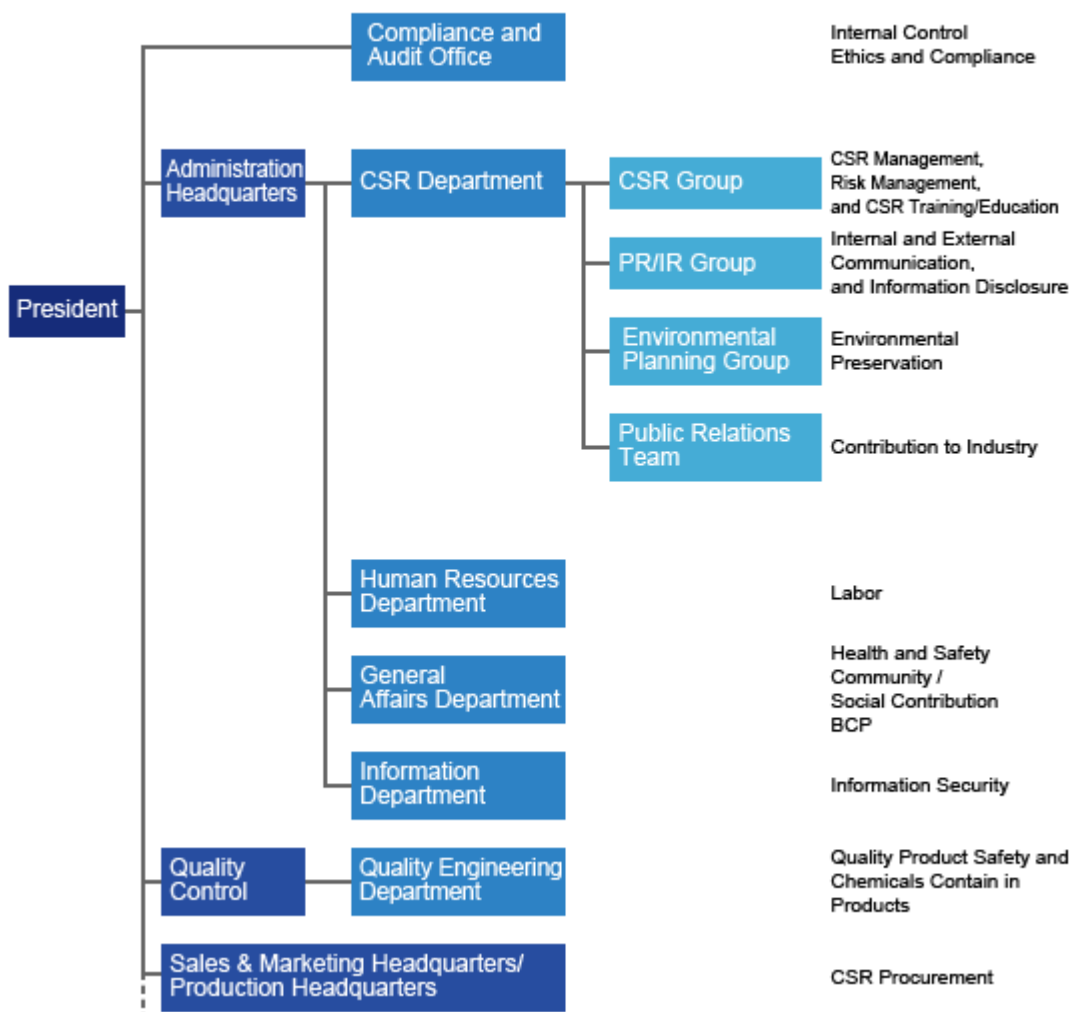 Compliance and
Audit Office
Internal Control
Ethics and Compliance
Administration
Headquarters
CSR Department
CSR Group
CSR Management,
Risk Management,
and CSR Training/Education
PR/IR Group
Internal and External
Communication,
and Information Disclosure
President
Environmental
Planning Group
Environmental
Preservation
Public Relations
Team
Contribution to Industry
Human Resources
Department
Labor
General
Affairs Department
Health and Safety
Community /
Social Contribution
BCP
Information
Department
Information Security
Quality
Control
Quality Engineering
Department
Quality Product Safety and
Chemicals Contain in
Products
Sales & Marketing Headquarters/
Production Headquarters
CSR Procurement